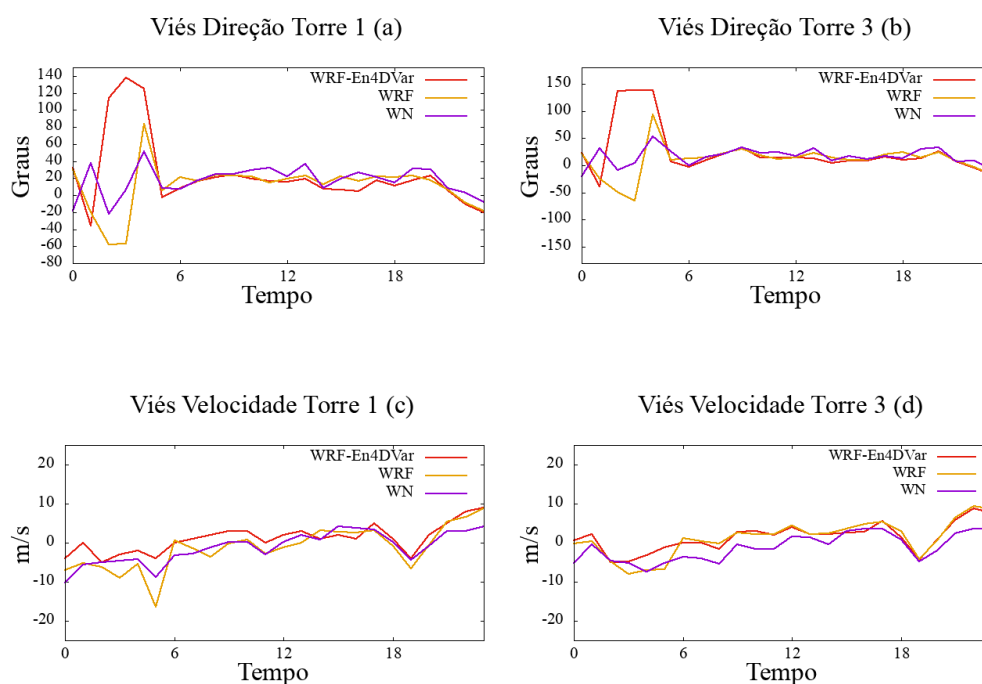 Viés Direção Torre 1 (a)
140
120
100
80
60
40
20
0
-20
-40
-60
-80
Graus
WRF-En4DVar
WRF
WN
0
6
12
18
Tempo
Viés Direção Torre 3 (b)
150
100
50
0
-50
-100
-150
Graus
WRF-En4DVar
WRF
WN
0
6
12
18
Tempo
Viés Velocidade Torre 1 (c)
20
10
0
-10
-20
m/s
WRF-En4DVar
WRF
WN
0
6
12
18
Tempo
Viés Velocidade Torre 3 (d)
20
10
0
-10
-20
m/s
WRF-En4DVar
WRF
WN
0
6
12
18
Tempo